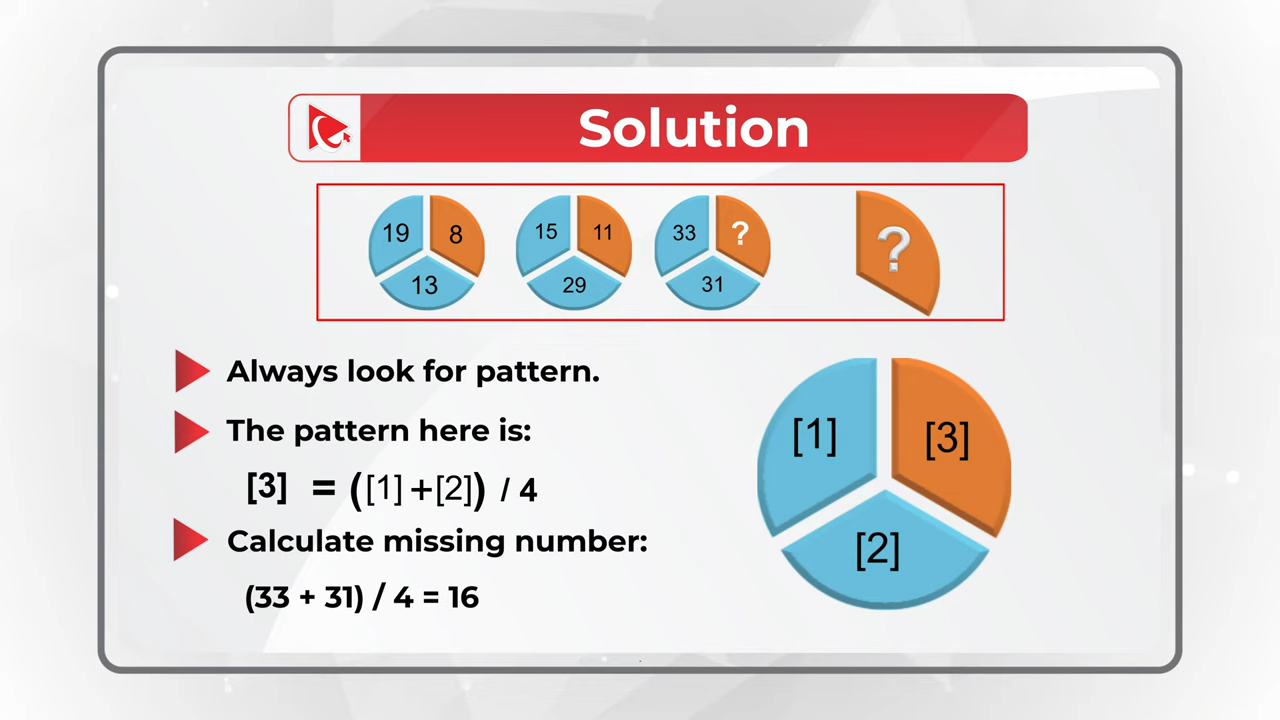 Solution
19 8 15 11 33 ? ?
13 29 31
Always look for pattern.
The pattern here is:
[3] = ([1]+[2]) / 4
Calculate missing number:
(33 + 31) / 4 = 16
[1] [3]
[2]